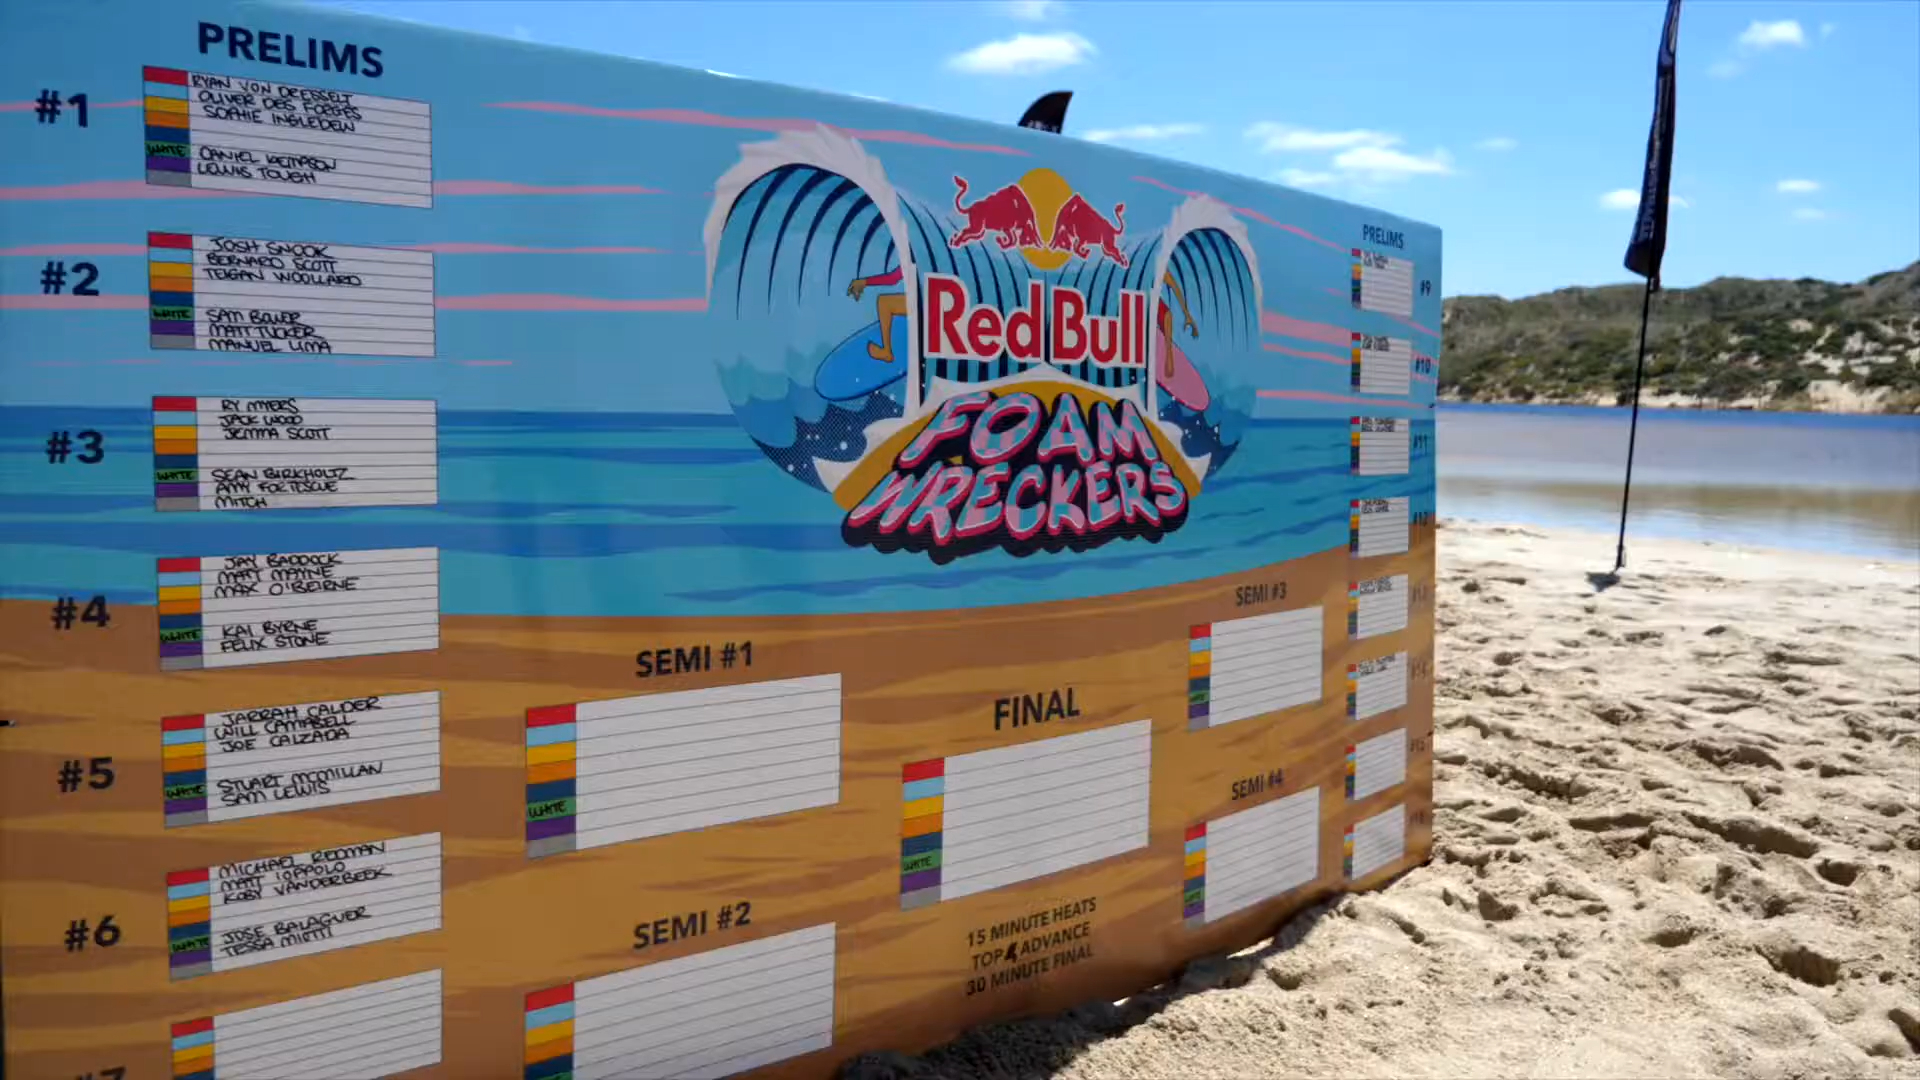 PRELIMS
#1
RYAN VON DRESSELT
OLIVER DES FORGES
SOPHIE INGLEDEW
WHITE
DANIEL KEMPSON
LEWIS TOUGH
#2
JOSH SNOOK
BERNARD SCOTT
TEIGAN WOOLLARD
WHITE
SAM BOWER
MATT TUCKER
MANUEL LIMA
#3
RY MYERS
JACK WOOD
JEMMA SCOTT
WHITE
SEAN BIRKHOLTZ
AMY FORTESCUE
MITCH
#4
JAY BADDOCK
MATT MAYNE
MAX O'BEIRNE
WHITE
KAI BYRNE
FELIX STONE
#5
JARRAH CALDER
WILL CAMPBELL
JOE CALZADA
WHITE
STUART MCMILLAN
SAM LEWIS
#6
MICHAEL REDMAN
MATT IOPPOLO
KOBY VANDERBEEK
WHITE
JOSE BALAGUER
#7
Red Bull
FOAM
WRECKERS
SEMI #1
WHITE
SEMI #2
FINAL
WHITE
15 MINUTE HEATS
TOP 4 ADVANCE
30 MINUTE FINAL
SEMI #3
WHITE
SEMI #4
WHITE
PRELIMS
#9
#10
#11
#12